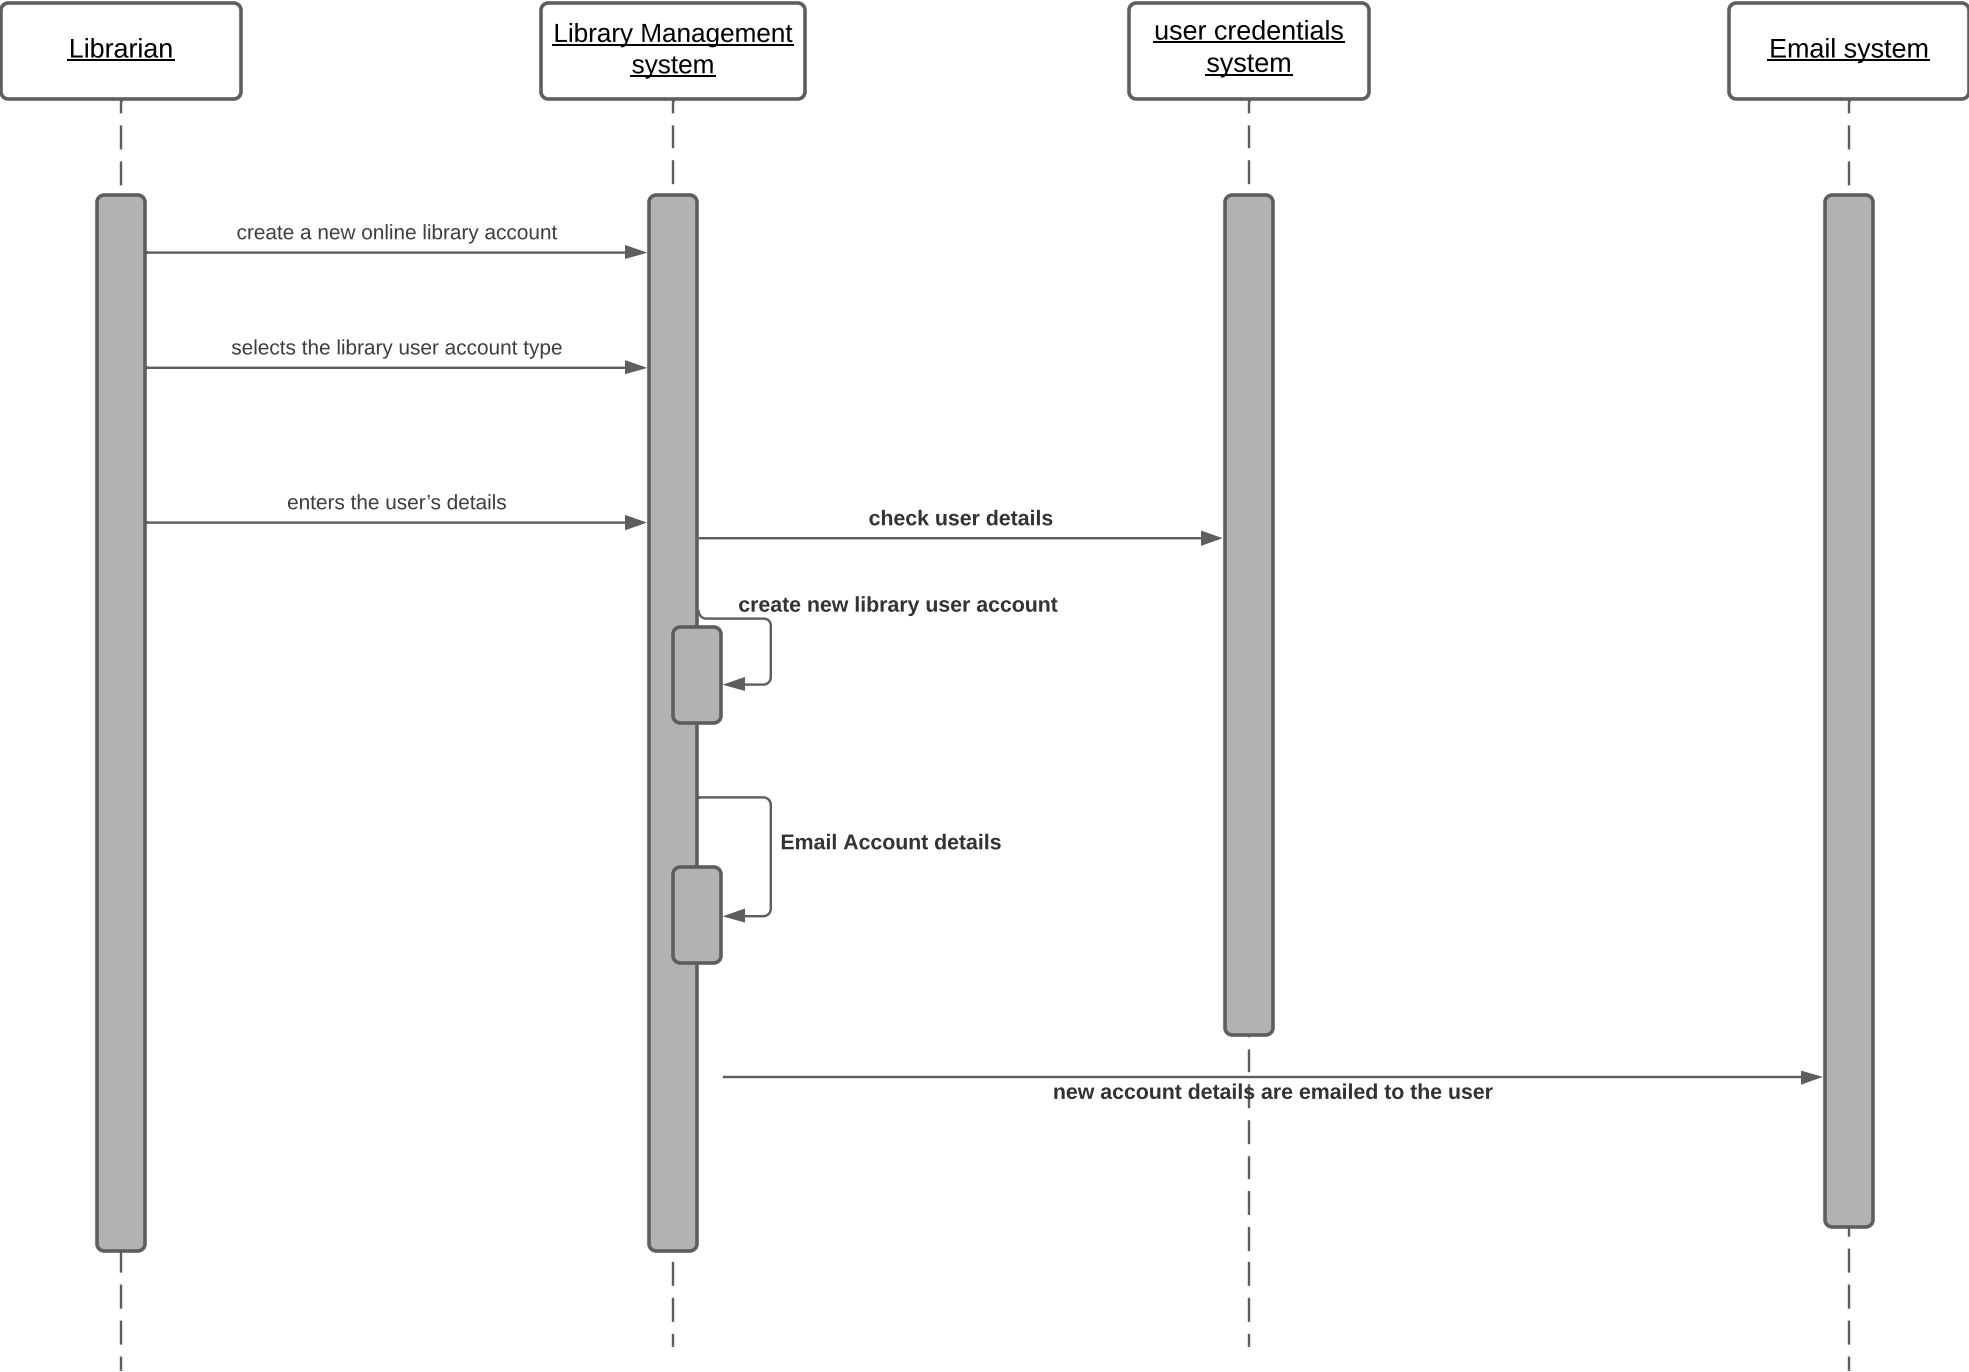 Librarian
Library Management
system
user credentials
system
Email system
create a new online library account
selects the library user account type
enters the user’s details
check user details
create new library user account
Email Account details
new account details are emailed to the user